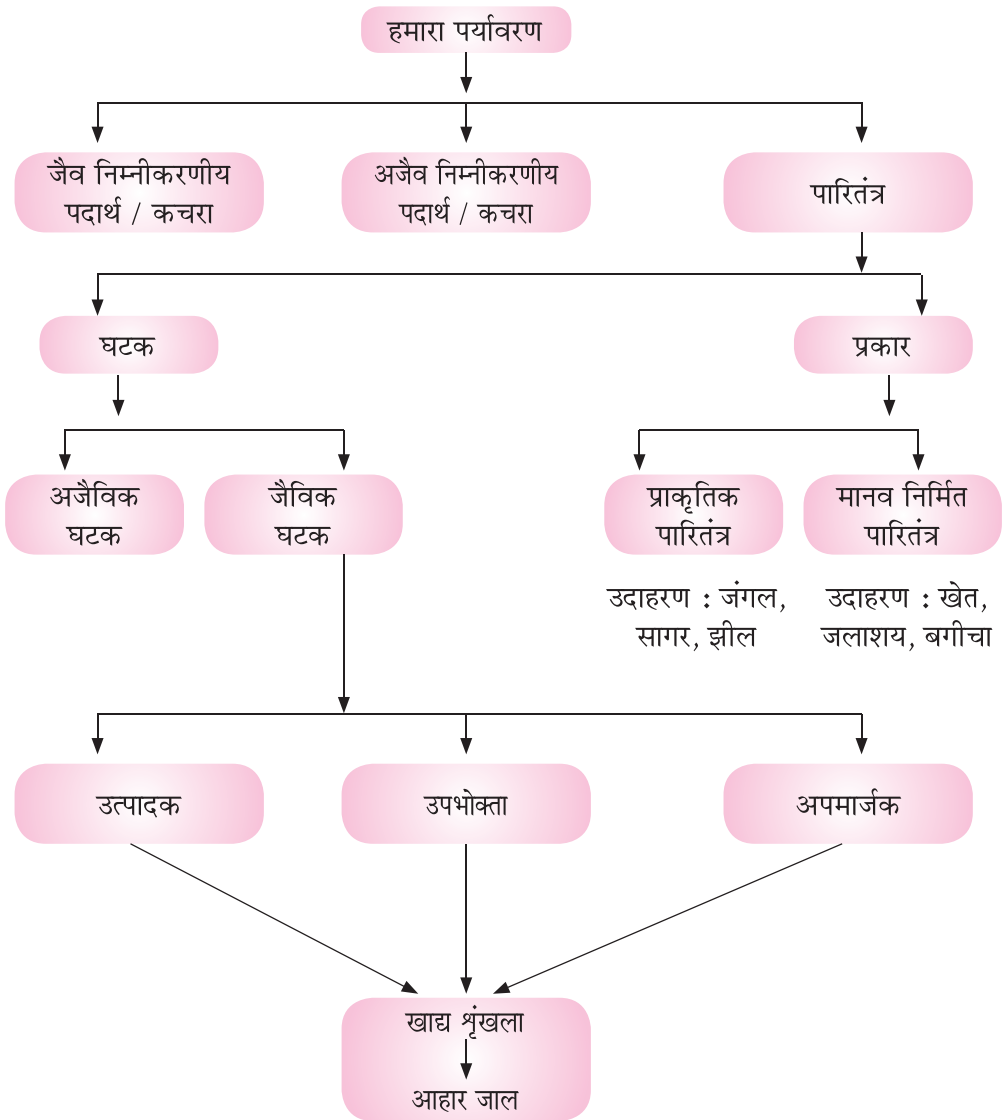 हमारा पर्यावरण
जैव निम्नीकरणीय
पदार्थ / कचरा
अजैव निम्नीकरणीय
पदार्थ / कचरा
पारितंत्र
घटक
प्रकार
अजैविक
घटक
जैविक
घटक
प्राकृतिक
पारितंत्र
मानव निर्मित
पारितंत्र
उदाहरण : जंगल,
सागर, झील
उदाहरण : खेत,
जलाशय, बगीचा
उत्पादक
उपभोक्ता
अपमार्जक
खाद्य शृंखला
आहार जाल